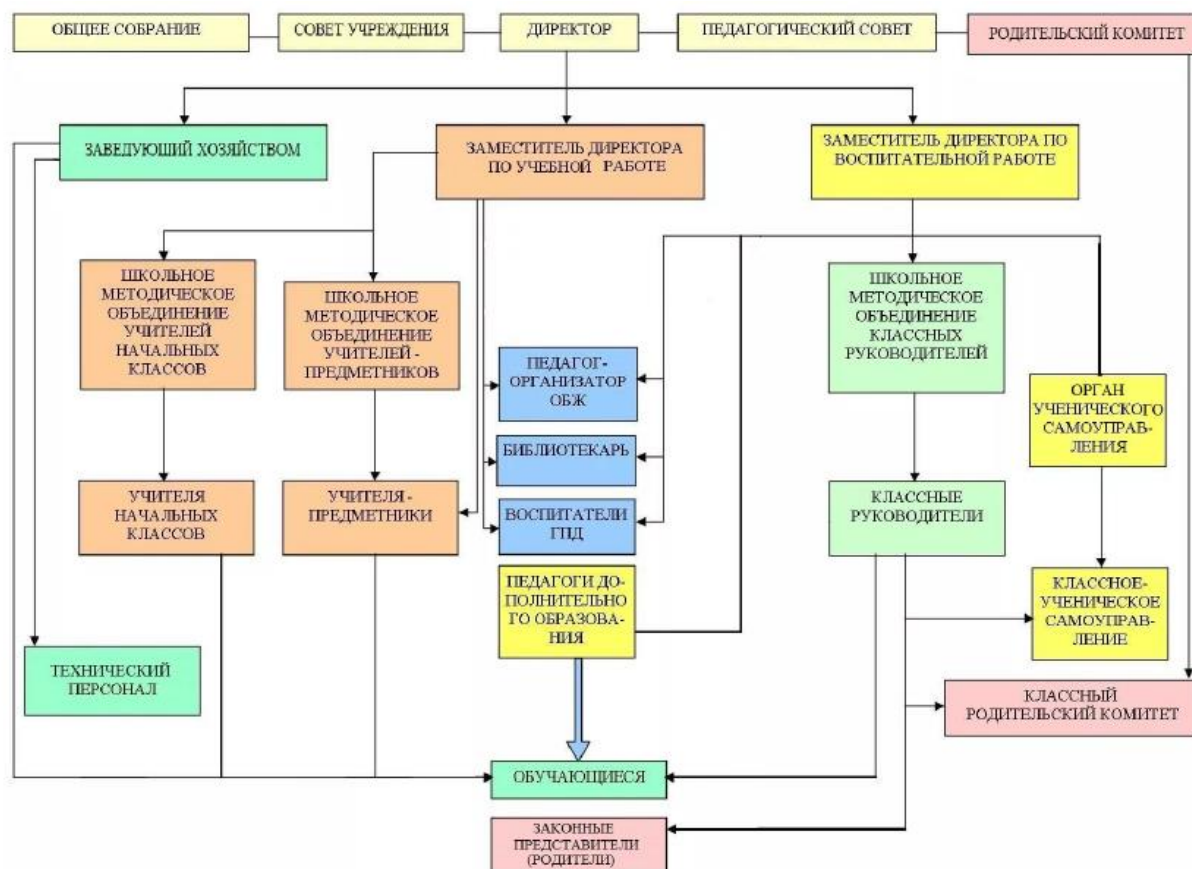 ОБЩЕЕ СОБРАНИЕ
СОВЕТ УЧРЕЖДЕНИЯ
ДИРЕКТОР
ПЕДАГОГИЧЕСКИЙ СОВЕТ
РОДИТЕЛЬСКИЙ КОМИТЕТ
ЗАВЕДУЮЩИЙ ХОЗЯЙСТВОМ
ЗАМЕСТИТЕЛЬ ДИРЕКТОРА
ПО УЧЕБНОЙ РАБОТЕ
ЗАМЕСТИТЕЛЬ ДИРЕКТОРА ПО
ВОСПИТАТЕЛЬНОЙ РАБОТЕ
ШКОЛЬНОЕ
МЕТОДИЧЕСКОЕ
ОБЪЕДИНЕНИЕ
УЧИТЕЛЕЙ
НАЧАЛЬНЫХ
КЛАССОВ
ШКОЛЬНОЕ
МЕТОДИЧЕСКОЕ
ОБЪЕДИНЕНИЕ
УЧИТЕЛЕЙ -
ПРЕДМЕТНИКОВ
ШКОЛЬНОЕ
МЕТОДИЧЕСКОЕ
ОБЪЕДИНЕНИЕ
КЛАССНЫХ
РУКОВОДИТЕЛЕЙ
ПЕДАГОГ-
ОРГАНИЗАТОР
ОБЖ
ОРГАН
УЧЕНИЧЕСКОГО
САМОУПРАВ-
ЛЕНИЯ
БИБЛИОТЕКАРЬ
УЧИТЕЛЯ
НАЧАЛЬНЫХ
КЛАССОВ
УЧИТЕЛЯ -
ПРЕДМЕТНИКИ
ВОСПИТАТЕЛИ
ГПД
КЛАССНЫЕ
РУКОВОДИТЕЛИ
ПЕДАГОГИ ДО-
ПОЛНИТЕЛЬНО
ГО ОБРАЗОВА-
НИЯ
КЛАССНОЕ-
УЧЕНИЧЕСКОЕ
САМОУПРАВ-
ЛЕНИЕ
ТЕХНИЧЕСКИЙ
ПЕРСОНАЛ
КЛАССНЫЙ
РОДИТЕЛЬСКИЙ КОМИТЕТ
ОБУЧАЮЩИЕСЯ
ЗАКОННЫЕ
ПРЕДСТАВИТЕЛИ
(РОДИТЕЛИ)